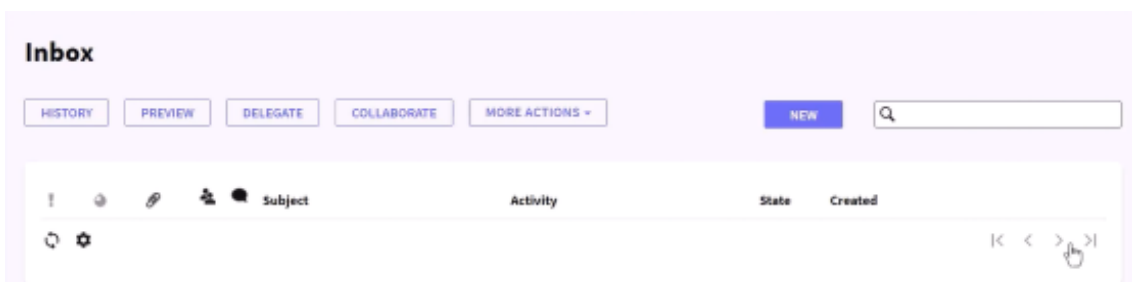 Inbox
HISTORY PREVIEW DELEGATE COLLABORATE MORE ACTIONS NEW
! Subject Activity State Created